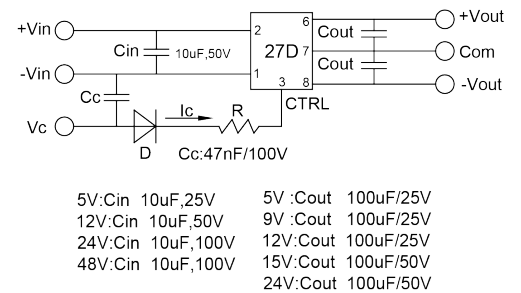 +Vin
2
6
+Vout
Cin
10uF,50V
27D
Cout
7
Com
-Vin
1
Cout
3
8
-Vout
Cc
CTRL
Ic
R
Vc
D
Cc:47nF/100V
5V:Cin 10uF,25V
12V:Cin 10uF,50V
24V:Cin 10uF,100V
48V:Cin 10uF,100V
5V :Cout 100uF/25V
9V :Cout 100uF/25V
12V:Cout 100uF/25V
15V:Cout 100uF/50V
24V:Cout 100uF/50V